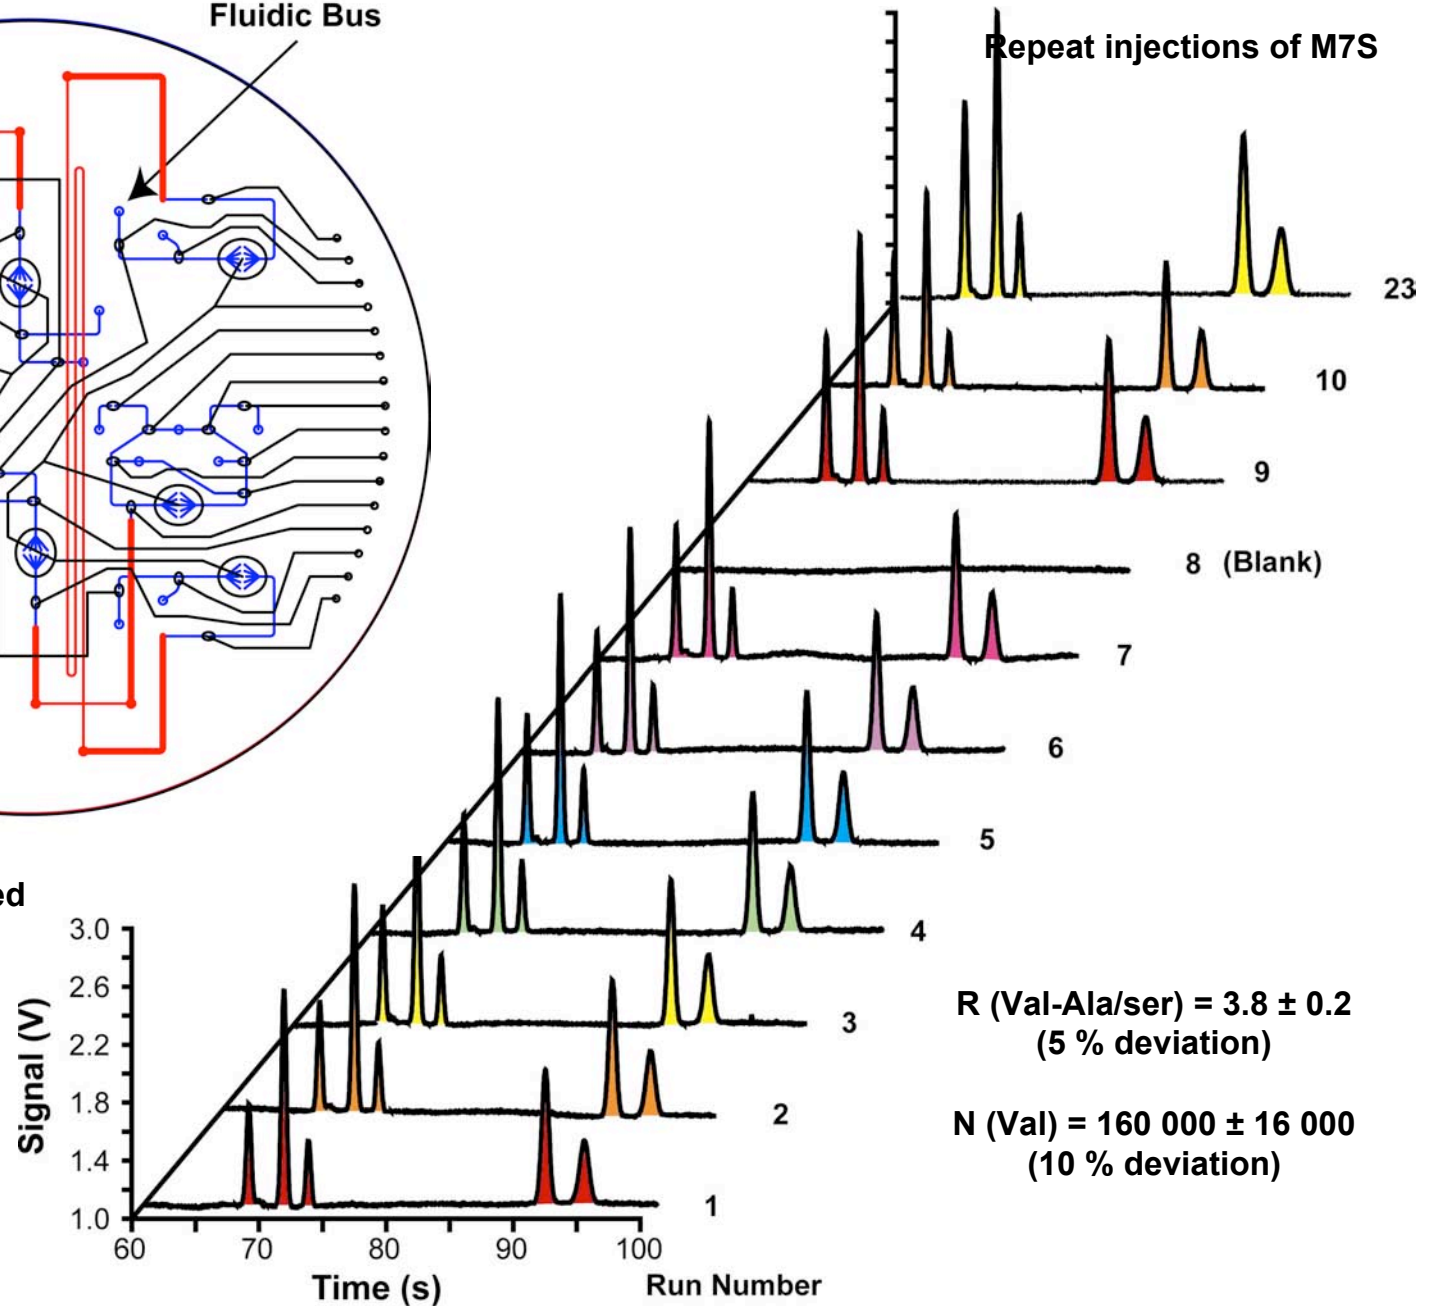 Fluidic Bus
Repeat injections of M7S
23
10
9
8 (Blank)
7
6
5
4
3
2
1
ed
3.0
2.6
2.2
1.8
1.4
1.0
Signal (V)
60 70 80 90 100
Time (s)
Run Number
R (Val-Ala/ser) = 3.8 ± 0.2
(5 % deviation)
N (Val) = 160 000 ± 16 000
(10 % deviation)